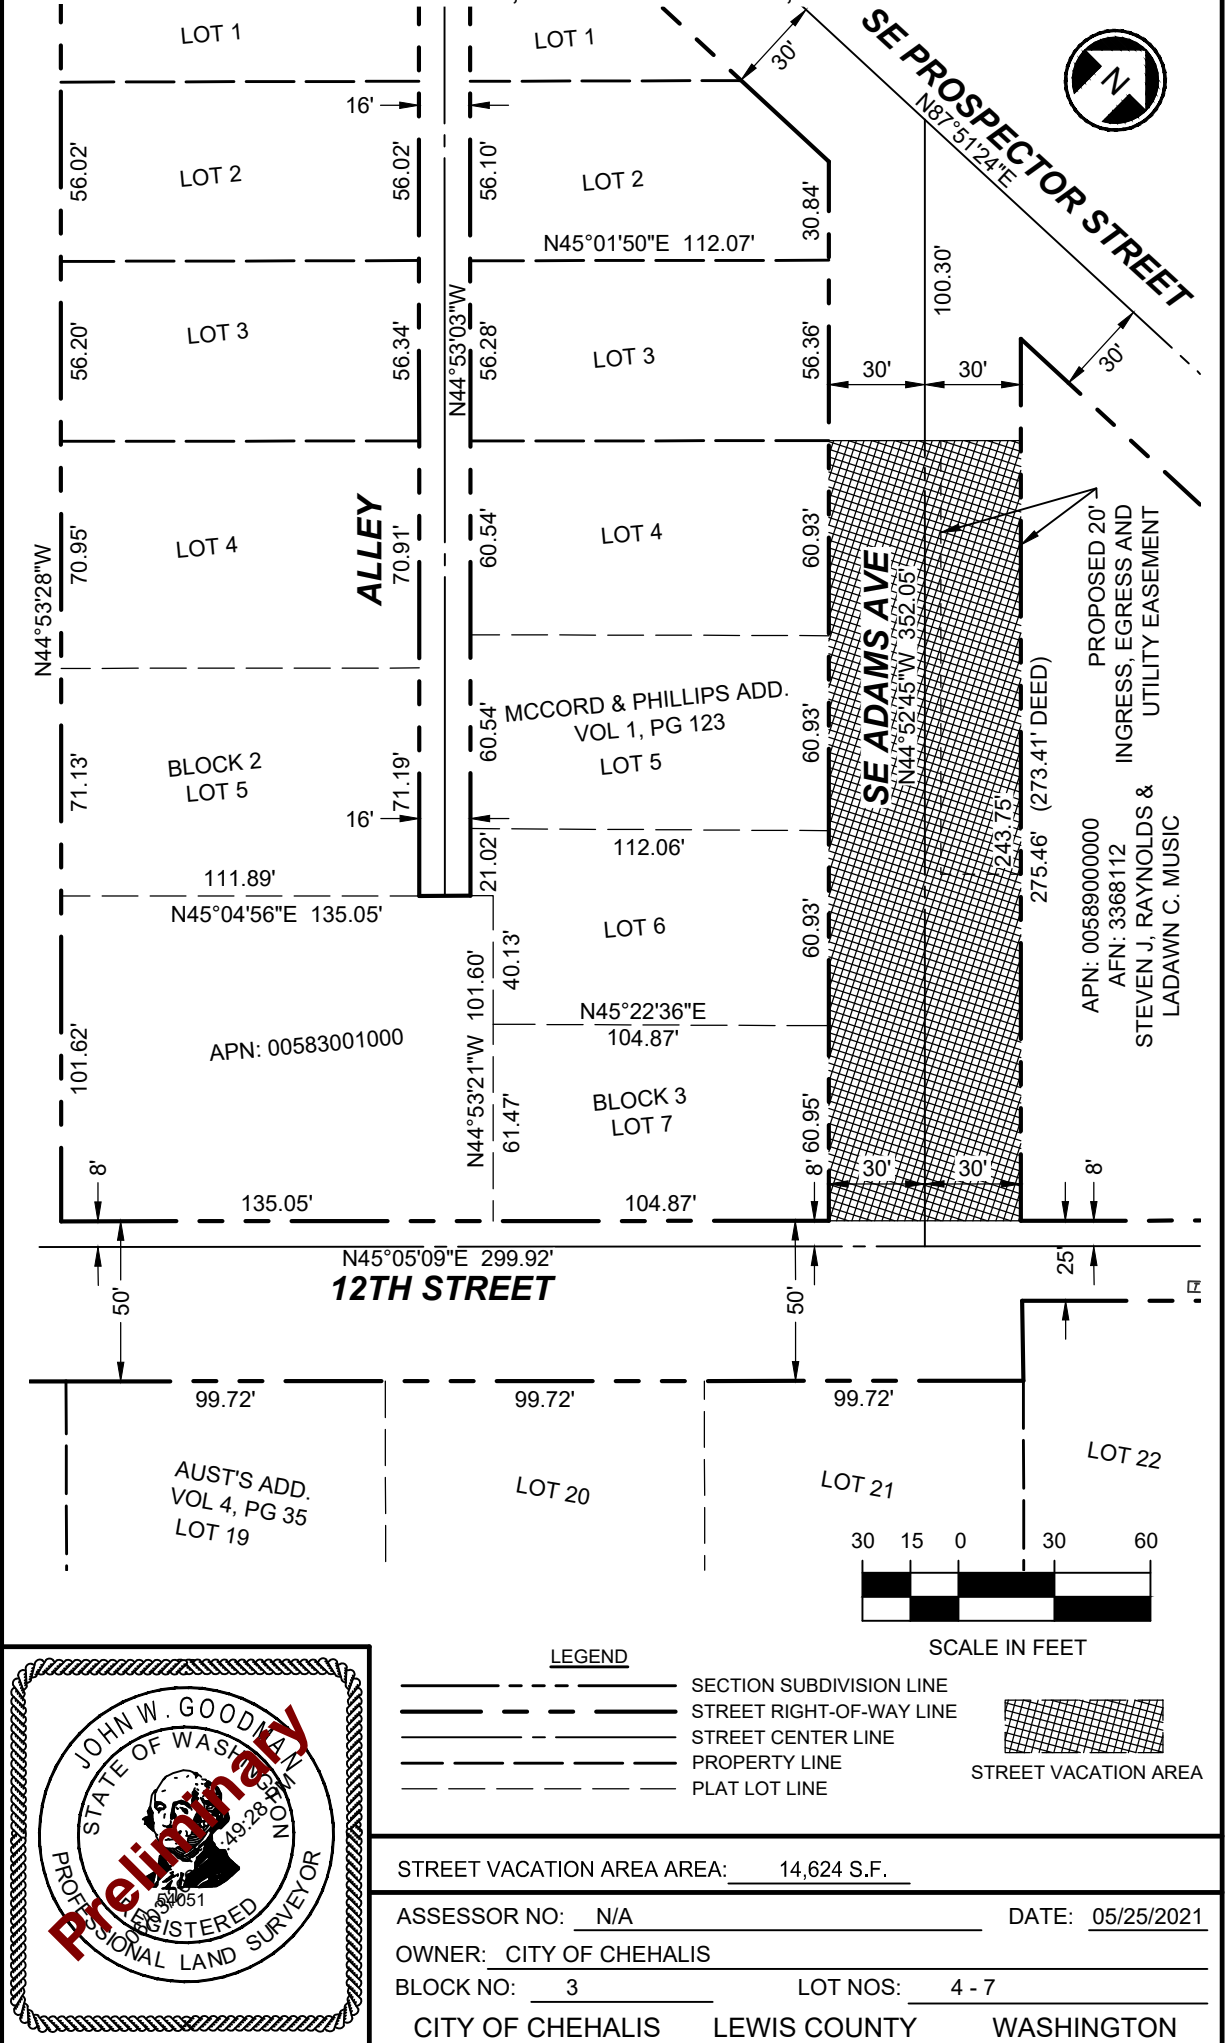 LOT 1
LOT 1
30'
SE PROSPECTOR STREET
N87°51'24"E
N
16'
56.02'
LOT 2
56.02'
56.10'
LOT 2
30.84'
N45°01'50"E 112.07'
100.30'
56.20'
LOT 3
56.34'
N44°53'03"W
56.28'
LOT 3
56.36'
30'
30'
30'
N44°53'28"W
70.95'
LOT 4
ALLEY
70.91'
60.54'
LOT 4
60.93'
SE ADAMS AVE
N44°52'45"W 352.05'
PROPOSED 20'
INGRESS, EGRESS AND
UTILITY EASEMENT
71.13'
BLOCK 2
LOT 5
71.19'
16'
60.54'
MCCORD & PHILLIPS ADD.
VOL 1, PG 123
LOT 5
60.93'
243.75'
275.46' (273.41' DEED)
APN: 005890000000
AFN: 3368112
STEVEN J, RAYNOLDS &
LADAWN C. MUSIC
112.06'
21.02'
111.89'
N45°04'56"E 135.05'
LOT 6
60.93'
40.13'
N44°53'21"W 101.60'
N45°22'36"E
104.87'
101.62'
APN: 00583001000
61.47'
BLOCK 3
LOT 7
60.95'
8'
8'
30'
30'
8'
135.05'
104.87'
N45°05'09"E 299.92'
12TH STREET
25'
50'
50'
99.72'
99.72'
99.72'
AUST'S ADD.
VOL 4, PG 35
LOT 19
LOT 20
LOT 21
LOT 22
30 15 0 30 60
SCALE IN FEET
LEGEND
SECTION SUBDIVISION LINE
STREET RIGHT-OF-WAY LINE
STREET CENTER LINE
PROPERTY LINE
PLAT LOT LINE
STREET VACATION AREA
JOHN W. GOODMAN
STATE OF WASHINGTON
:49:28
Preliminary
54051
REGISTERED
PROFESSIONAL LAND SURVEYOR
STREET VACATION AREA AREA: 14,624 S.F.
ASSESSOR NO: N/A DATE: 05/25/2021
OWNER: CITY OF CHEHALIS
BLOCK NO: 3 LOT NOS: 4 - 7
CITY OF CHEHALIS LEWIS COUNTY WASHINGTON